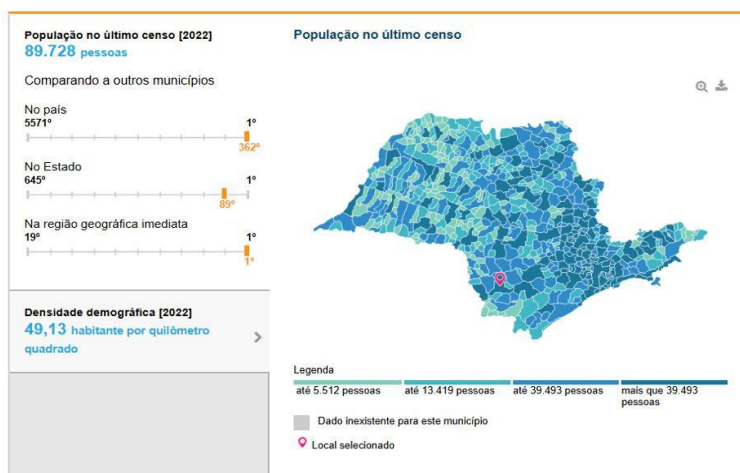 População no último censo [2022]
89.728 pessoas
Comparando a outros municípios
No país
5571º 1º
362º
No Estado
645º 1º
89º
Na região geográfica imediata
19º 1º
1º
Densidade demográfica [2022]
49,13 habitante por quilômetro
quadrado
População no último censo
Legenda
até 5.512 pessoas até 13.419 pessoas até 39.493 pessoas mais que 39.493
pessoas
Dado inexistente para este município
Local selecionado